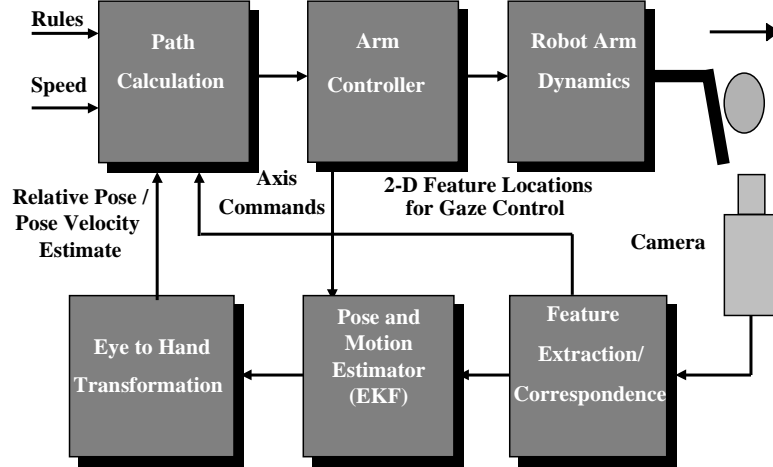 Rules
Speed
Path
Calculation
Arm
Controller
Robot Arm
Dynamics
Relative Pose /
Pose Velocity
Estimate
Axis
Commands
2-D Feature Locations
for Gaze Control
Camera
Eye to Hand
Transformation
Pose and
Motion
Estimator
(EKF)
Feature
Extraction/
Correspondence